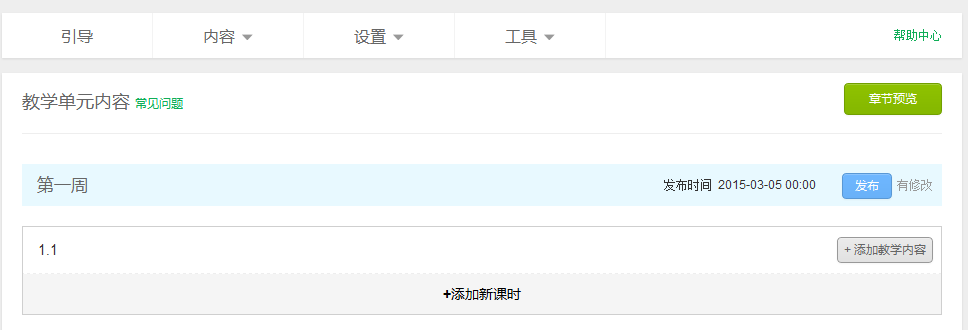 引导 内容 设置 工具 帮助中心
教学单元内容 常见问题 章节预览
第一周 发布时间 2015-03-05 00:00 发布 有修改
1.1 + 添加教学内容
+添加新课时